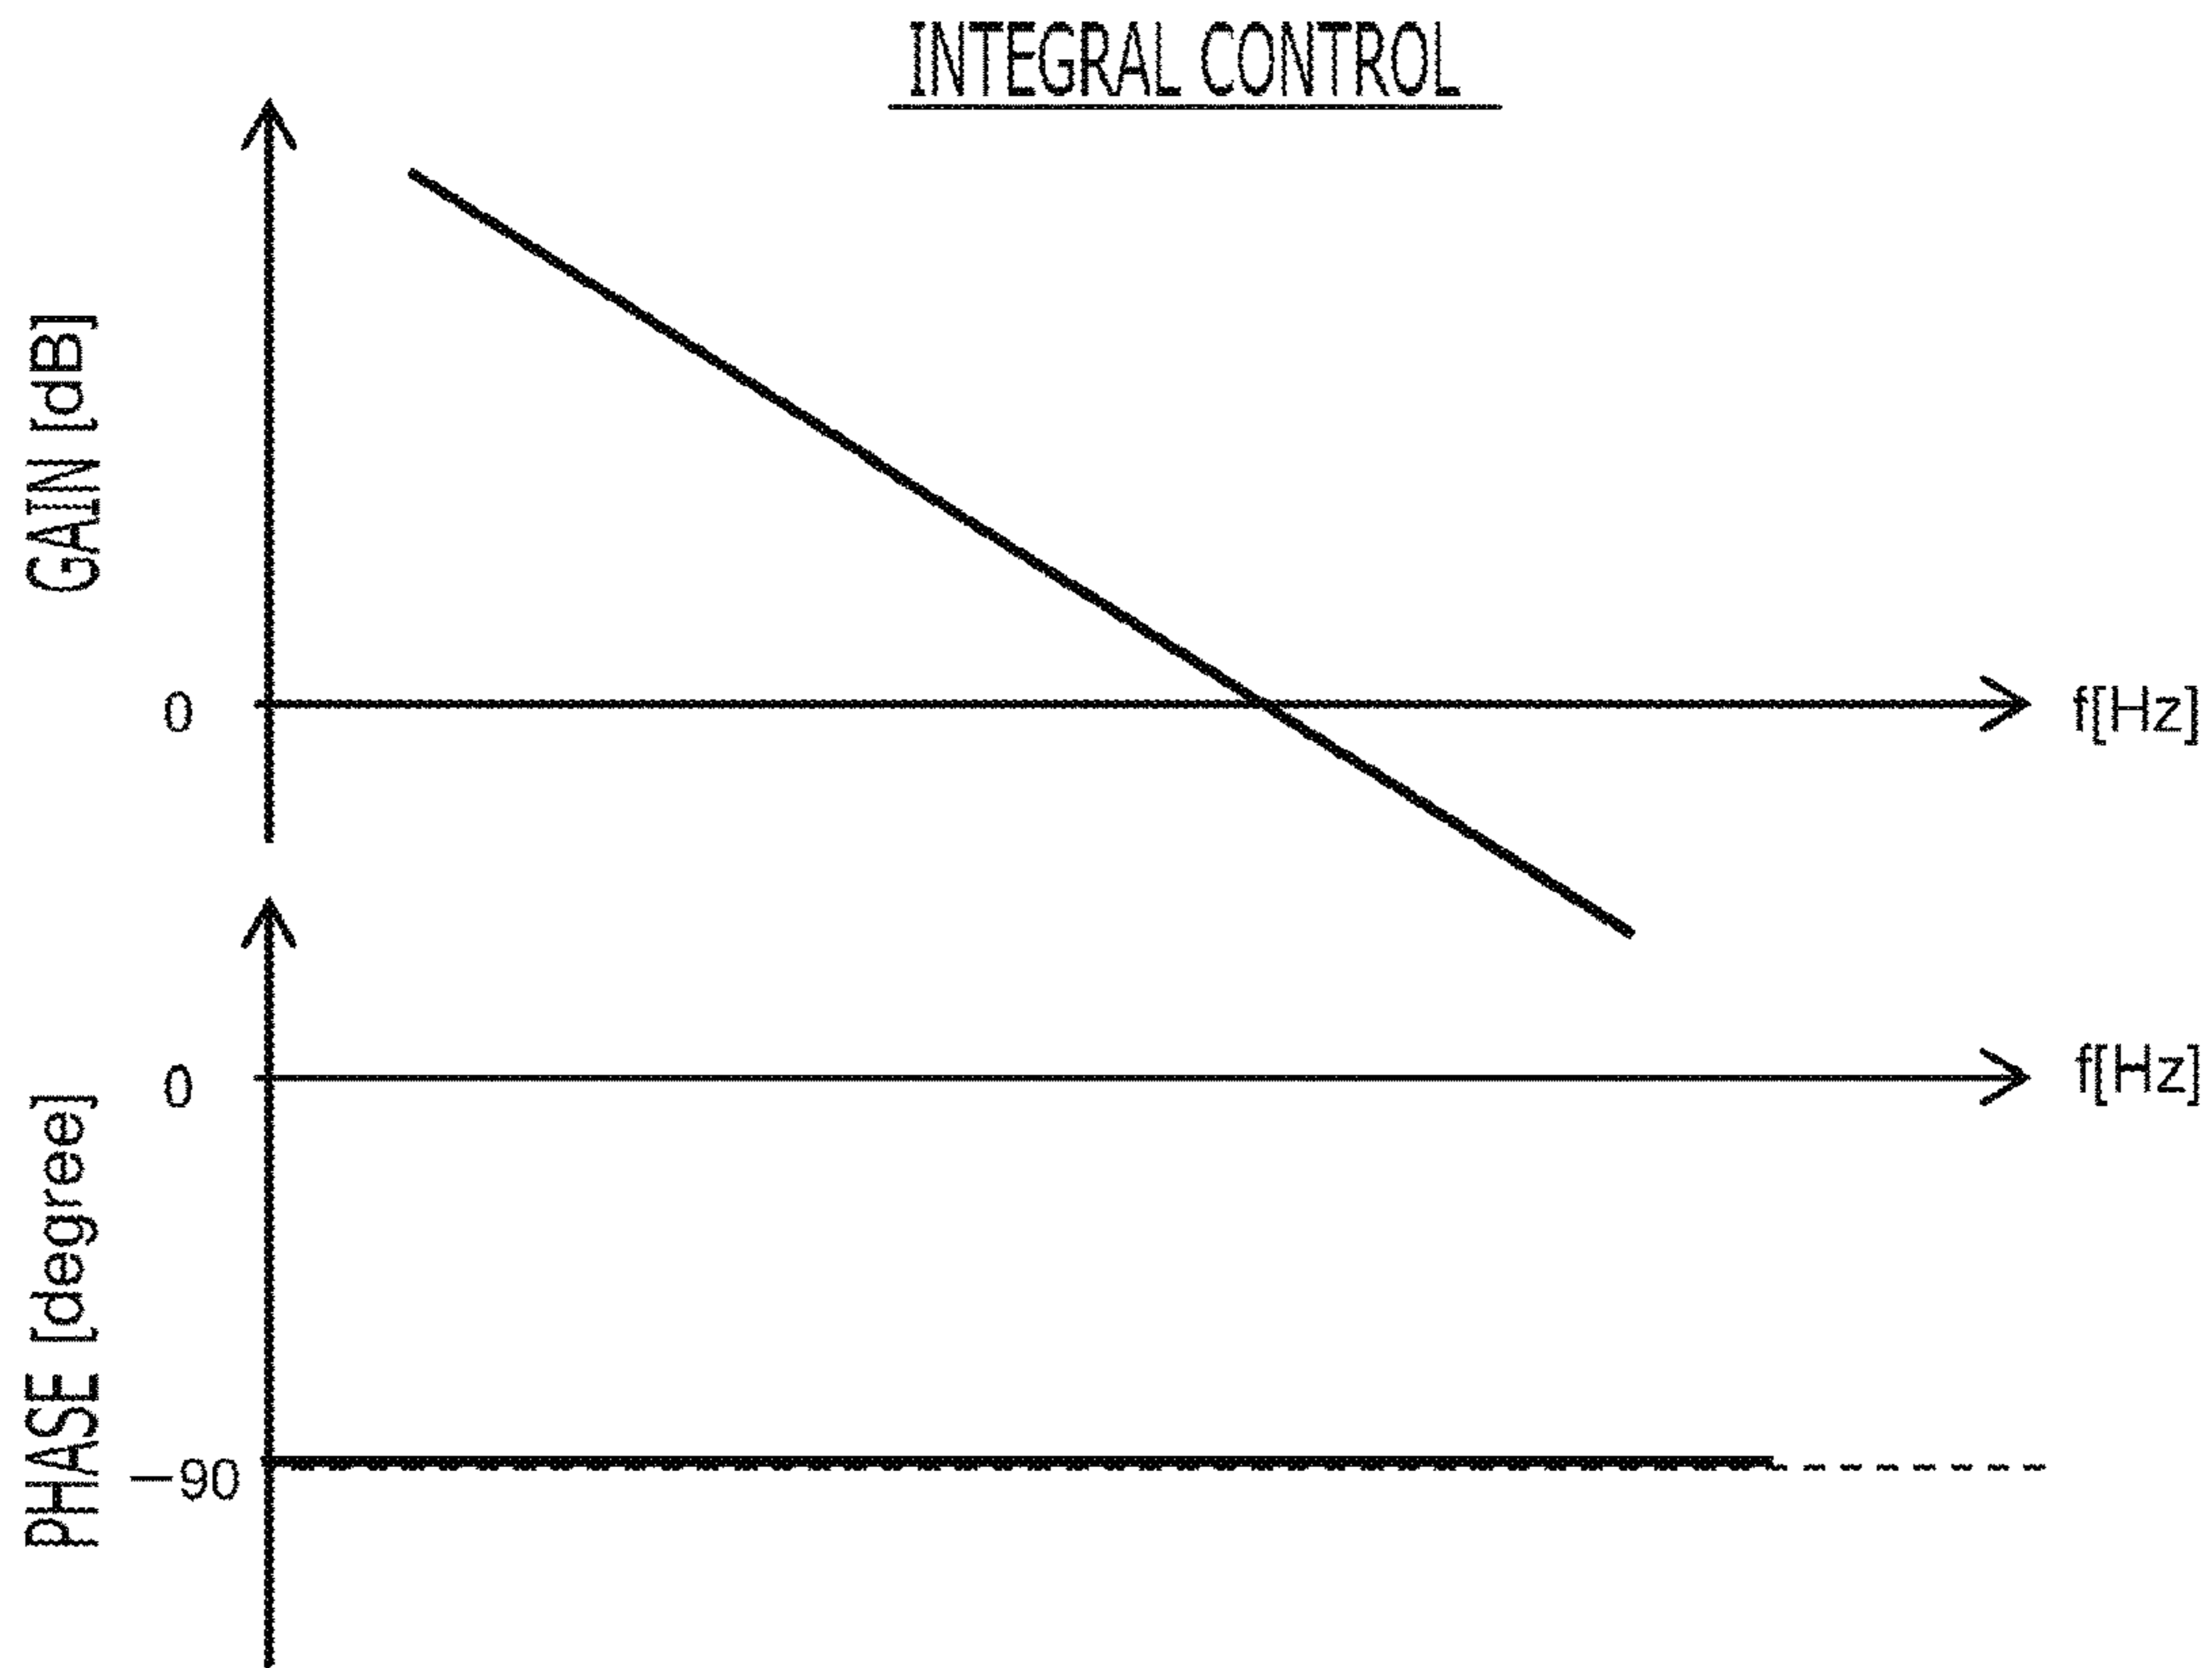 INTEGRAL CONTROL
GAIN [dB]
0
f[Hz]
0
f[Hz]
PHASE [degree]
−90